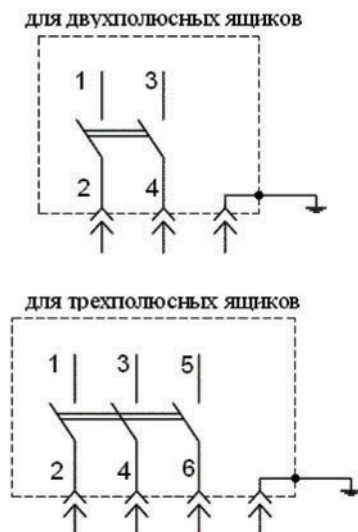 для двухполюсных ящиков
1 3
2 4
для трехполюсных ящиков
1 3 5
2 4 6